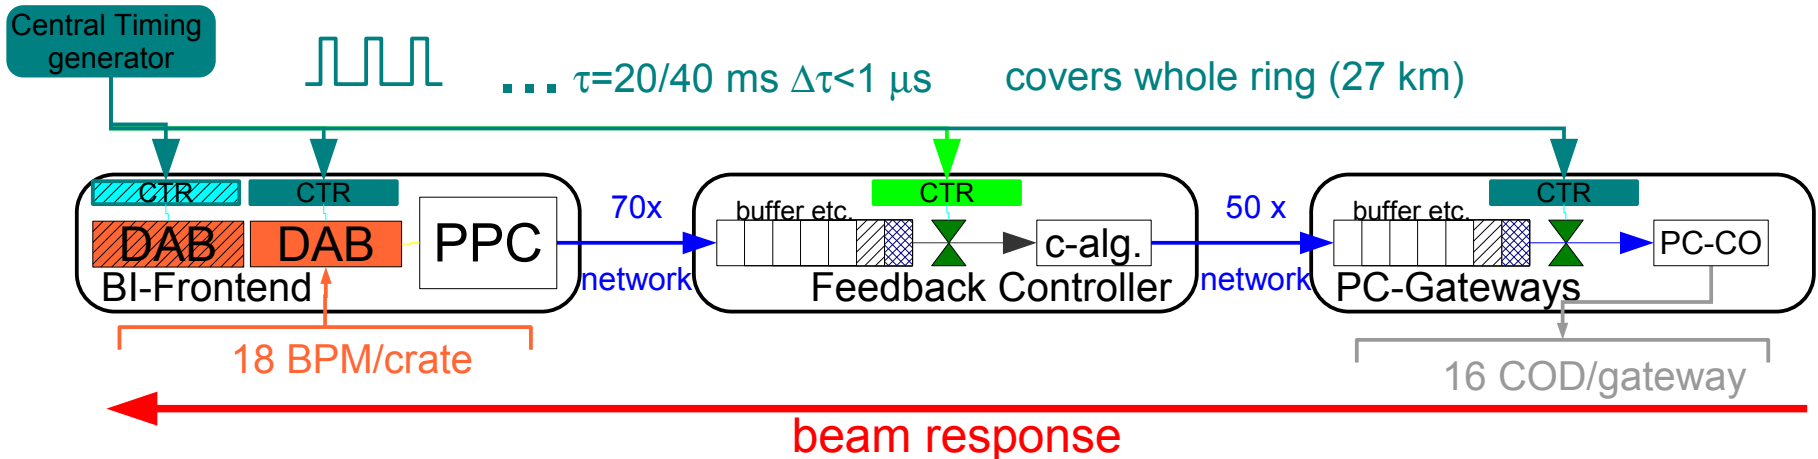 Central Timing
generator
... τ=20/40 ms Δτ<1 μs
covers whole ring (27 km)
CTR
CTR
CTR
CTR
DAB
DAB
PPC
BI-Frontend
70x
network
buffer etc.
c-alg.
Feedback Controller
50 x
network
buffer etc.
PC-CO
PC-Gateways
18 BPM/crate
16 COD/gateway
beam response